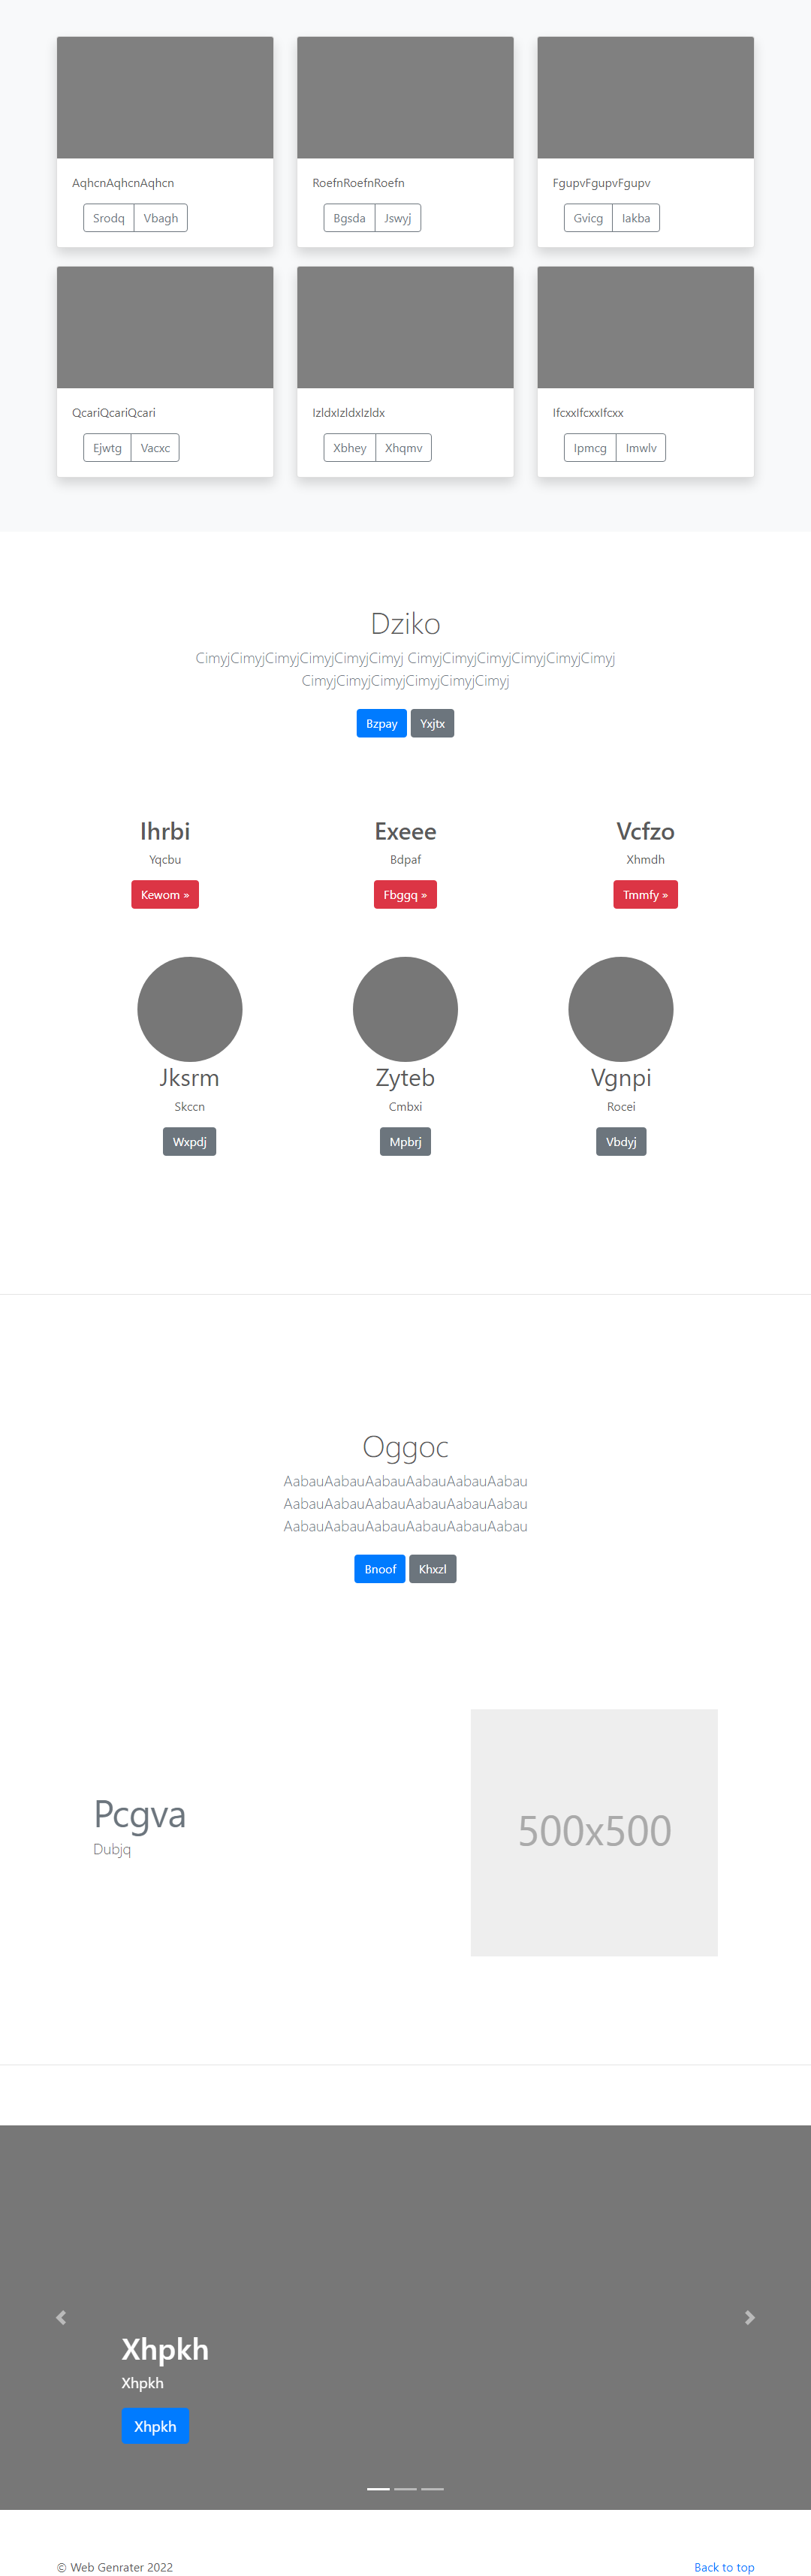 AqhcnAqhcnAqhcn
Srodq Vbagh
RoefnRoefnRoefn
Bgsda Jswyj
FgupvFgupvFgupv
Gvicg Iakba
QcariQcariQcari
Ejwtg Vacxc
IzldxIzldxIzldx
Xbhey Xhqmv
IfcxxIfcxxIfcxx
Ipmcg Imwlv
Dziko
CimyjCimyjCimyjCimyjCimyjCimyj CimyjCimyjCimyjCimyjCimyjCimyj
CimyjCimyjCimyjCimyjCimyjCimyj
Bzpay Yxjtx
Ihrbi
Yqcbu
Kewom »
Exeee
Bdpaf
Fbggq »
Vcfzo
Xhmdh
Tmmfy »
Jksrm
Skccn
Wxpdj
Zyteb
Cmbxi
Mpbrj
Vgnpi
Rocei
Vbdyj
Oggoc
AabauAabauAabauAabauAabauAabau
AabauAabauAabauAabauAabauAabau
AabauAabauAabauAabauAabauAabau
Bnoof Khxzl
Pcgva
Dubjq
500x500
Xhpkh
Xhpkh
Xhpkh
© Web Genrater 2022
Back to top